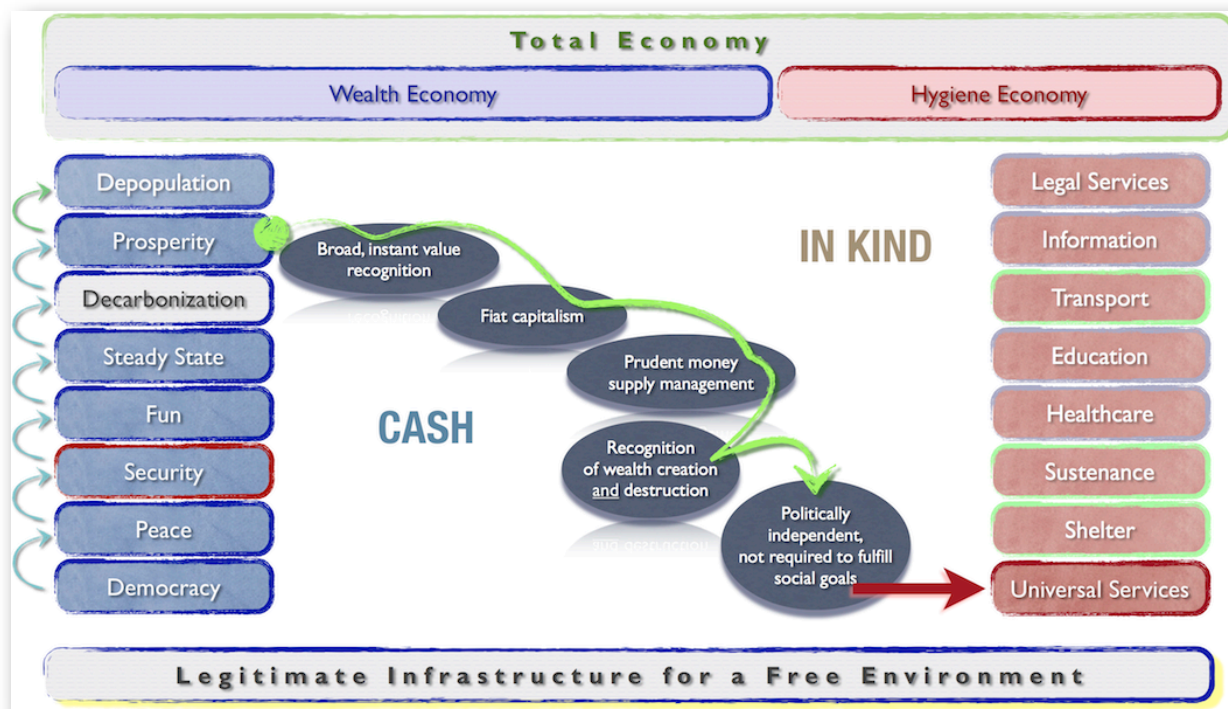 Total Economy
Wealth Economy
Hygiene Economy
Depopulation
Prosperity
Decarbonization
Steady State
Fun
Security
Peace
Democracy
Broad, instant value
recognition
Fiat capitalism
Prudent money
supply management
Recognition
of wealth creation
and destruction
Politically
independent,
not required to fulfill
social goals
CASH
IN KIND
Legal Services
Information
Transport
Education
Healthcare
Sustenance
Shelter
Universal Services
Legitimate Infrastructure for a Free Environment